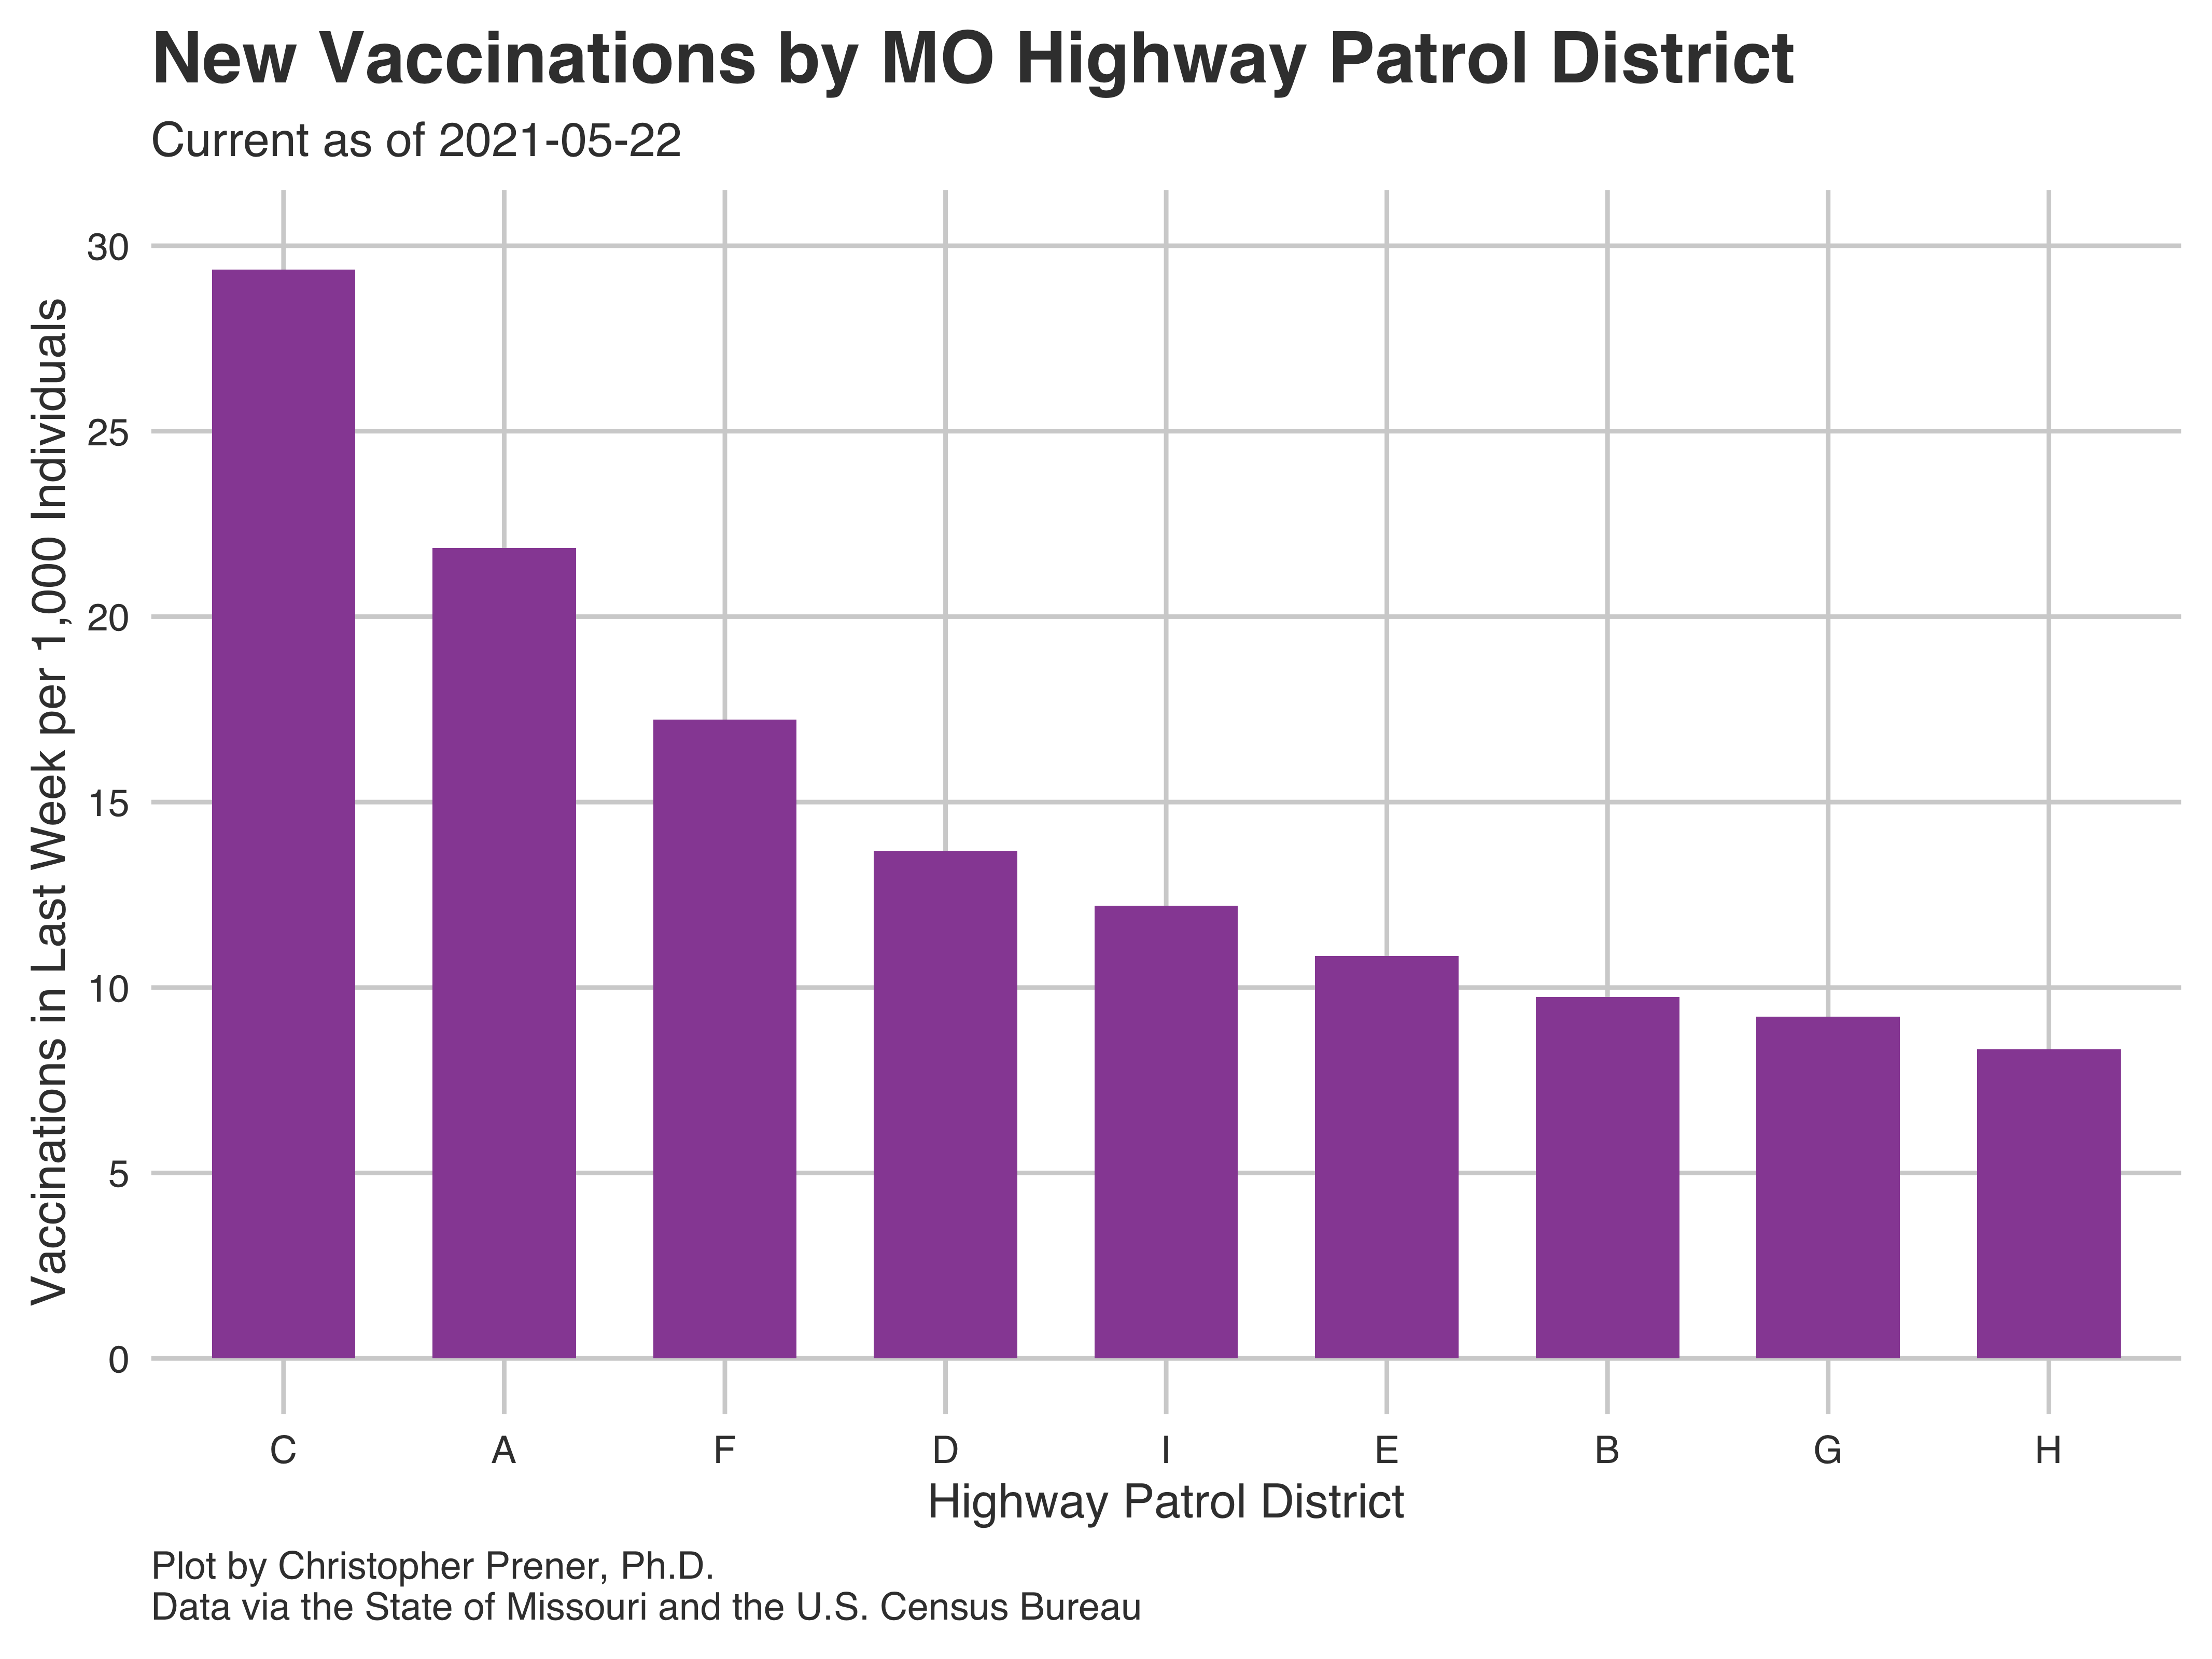 New Vaccinations by MO Highway Patrol District
Current as of 2021-05-22
Vaccinations in Last Week per 1,000 Individuals
30
25
20
15
10
5
0
C A F D I E B G H
Highway Patrol District
Plot by Christopher Prener, Ph.D.
Data via the State of Missouri and the U.S. Census Bureau